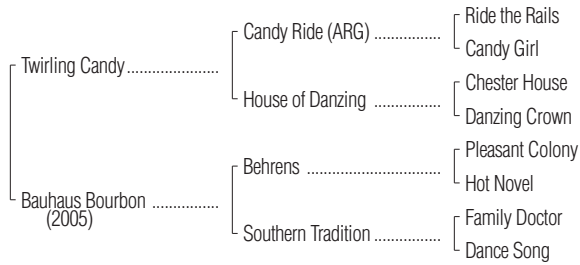 Ride the Rails
Candy Ride (ARG) ................
Candy Girl
Twirling Candy ......................
Chester House
House of Danzing ................
Danzing Crown
Pleasant Colony
Behrens ................................
Hot Novel
Bauhaus Bourbon ................
(2005)
Family Doctor
Southern Tradition ................
Dance Song